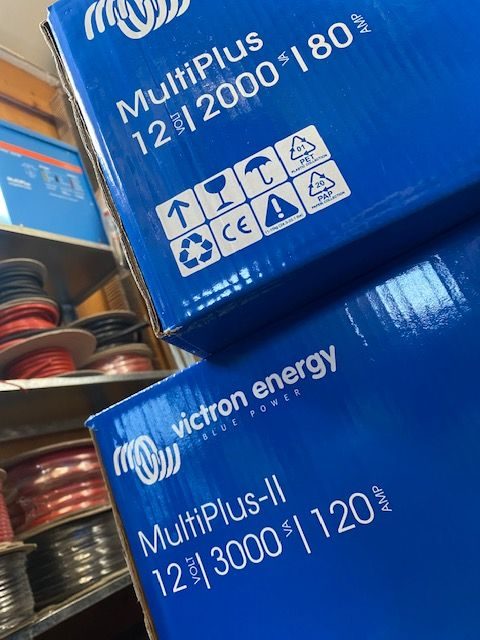 MultiPlus
12 VOLT | 2000 VA | 80 AMP
01
PET
20
PAP
CE
victron energy
BLUE POWER
MultiPlus-II
12 VOLT | 3000 VA | 120 AMP